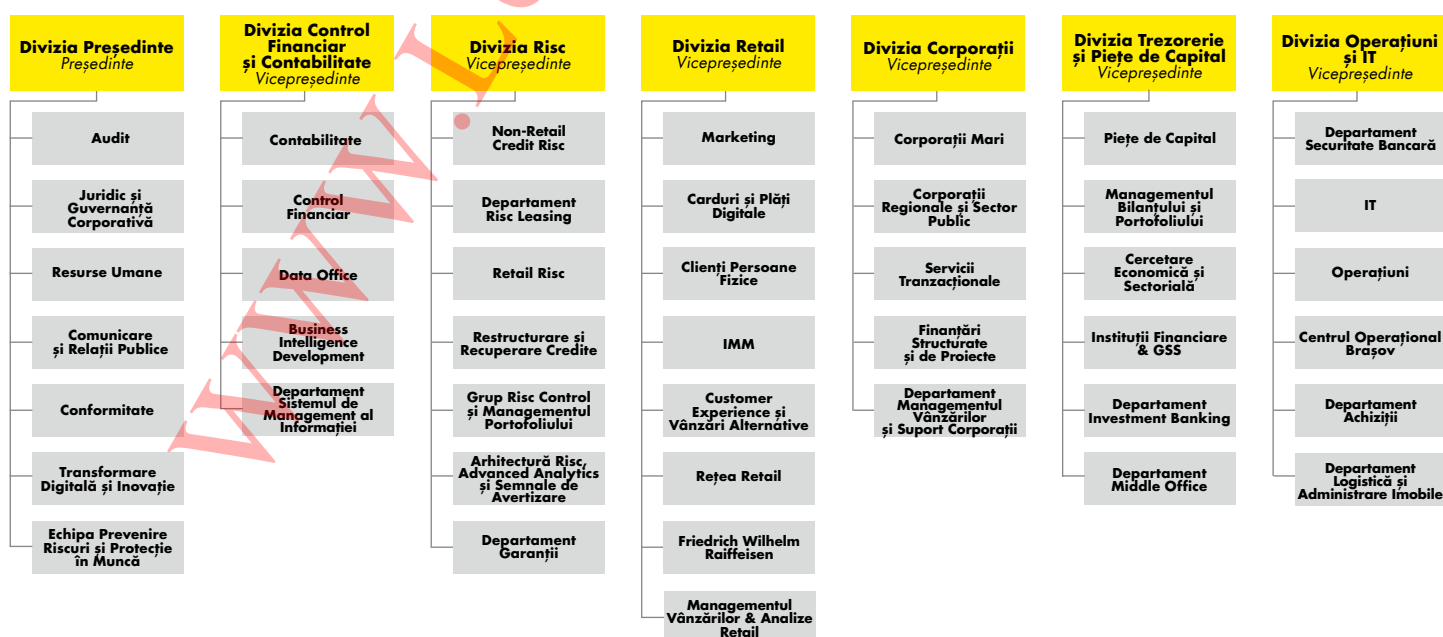 Divizia Președinte
Președinte
Audit
Juridic și
Guvernanță
Corporativă
Resurse Umane
Comunicare
și Relații Publice
Conformitate
Transformare
Digitală și Inovație
Echipa Prevenire
Riscuri și Protecție
în Muncă
Divizia Control
Financiar
și Contabilitate
Vicepreședinte
Contabilitate
Control
Financiar
Data Office
Business
Intelligence
Development
Departament
Sistemul de
Management al
Informației
Divizia Risc
Vicepreședinte
Non-Retail
Credit Risc
Departament
Risc Leasing
Retail Risc
Restructurare și
Recuperare Credite
Grup Risc Control
și Managementul
Portofoliului
Arhitectură Risc,
Advanced Analytics
și Semnale de
Avertizare
Departament
Garanții
Divizia Retail
Vicepreședinte
Marketing
Carduri și Plăți
Digitale
Clienți Persoane
Fizice
IMM
Customer
Experience și
Vânzări Alternative
Rețea Retail
Friedrich Wilhelm
Raiffeisen
Managementul
Vânzărilor & Analize
Retail
Divizia Corporații
Vicepreședinte
Corporații Mari
Corporații
Regionale și Sector
Public
Servicii
Tranzacționale
Finanțări
Structurate
și de Proiecte
Departament
Managementul
Vânzărilor
și Suport Corporații
Divizia Trezorerie
și Piețe de Capital
Vicepreședinte
Piețe de Capital
Managementul
Bilanțului și
Portofoliului
Cercetare
Economică și
Sectorială
Instituții Financiare
& GSS
Departament
Investment Banking
Departament
Middle Office
Divizia Operațiuni
și IT
Vicepreședinte
Departament
Securitate Bancară
IT
Operațiuni
Centrul Operațional
Brașov
Departament
Achiziții
Departament
Logistică și
Administrare Imobile
www.L